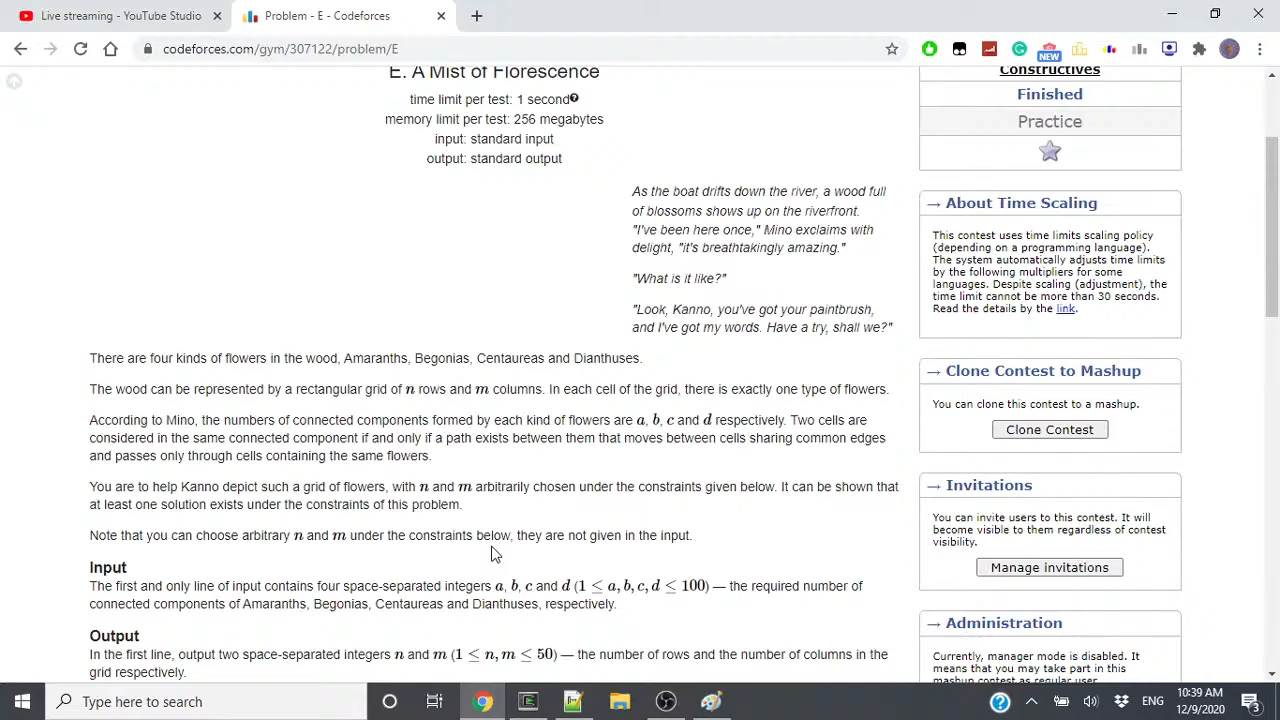 Live streaming - YouTube Studio
Problem - E - Codeforces
codeforces.com/gym/307122/problem/E
NEW
E. A Mist of Florescence
time limit per test: 1 second
memory limit per test: 256 megabytes
input: standard input
output: standard output
As the boat drifts down the river, a wood full
of blossoms shows up on the riverfront.
"I've been here once," Mino exclaims with
delight, "it's breathtakingly amazing."
"What is it like?"
"Look, Kanno, you've got your paintbrush,
and I've got my words. Have a try, shall we?"
There are four kinds of flowers in the wood, Amaranths, Begonias, Centaureas and Dianthuses.
The wood can be represented by a rectangular grid of n rows and m columns. In each cell of the grid, there is exactly one type of flowers.
According to Mino, the numbers of connected components formed by each kind of flowers are a, b, c and d respectively. Two cells are
considered in the same connected component if and only if a path exists between them that moves between cells sharing common edges
and passes only through cells containing the same flowers.
You are to help Kanno depict such a grid of flowers, with n and m arbitrarily chosen under the constraints given below. It can be shown that
at least one solution exists under the constraints of this problem.
Note that you can choose arbitrary n and m under the constraints below, they are not given in the input.
Input
The first and only line of input contains four space-separated integers a, b, c and d (1 ≤ a, b, c, d ≤ 100) — the required number of
connected components of Amaranths, Begonias, Centaureas and Dianthuses, respectively.
Output
In the first line, output two space-separated integers n and m (1 ≤ n, m ≤ 50) — the number of rows and the number of columns in the
grid respectively.
Constructives
Finished
Practice
→ About Time Scaling
This contest uses time limits scaling policy
(depending on a programming language).
The system automatically adjusts time limits
by the following multipliers for some
languages. Despite scaling (adjustment), the
time limit cannot be more than 30 seconds.
Read the details by the link.
→ Clone Contest to Mashup
You can clone this contest to a mashup.
Clone Contest
→ Invitations
You can invite users to this contest. It will
become visible to them regardless of contest
visibility.
Manage invitations
→ Administration
Currently, manager mode is disabled. It
means that you may take part in this
mashup contest as regular user.
Type here to search
ENG
10:39 AM
12/9/2020
3